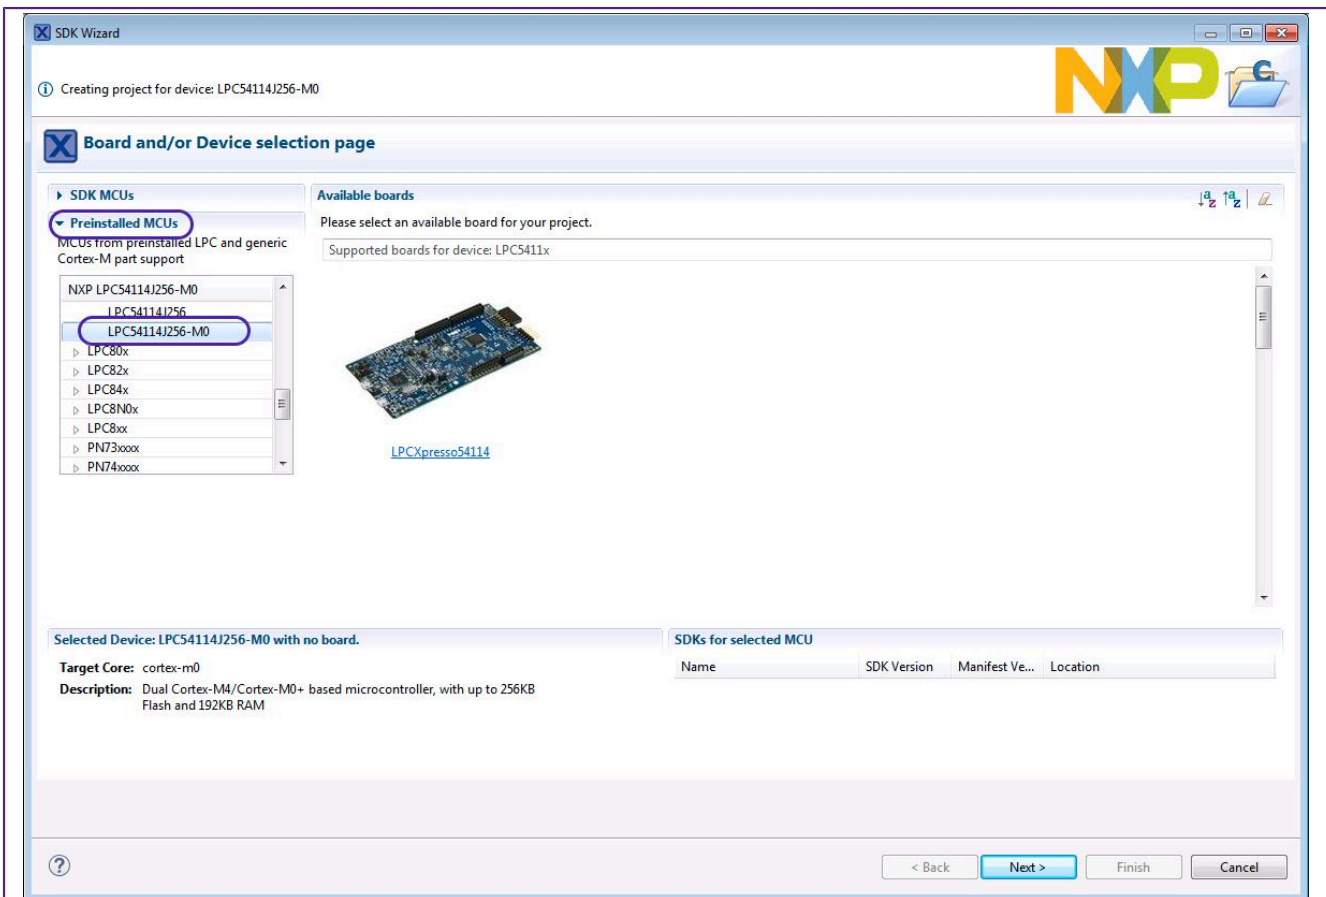 SDK Wizard
Creating project for device: LPC54114J256-M0
NXP
C
Board and/or Device selection page
SDK MCUs
Preinstalled MCUs
MCUs from preinstalled LPC and generic
Cortex-M part support
NXP LPC54114J256-M0
LPC54114J256
LPC54114J256-M0
LPC80x
LPC82x
LPC84x
LPC8N0x
LPC8xx
PN73xxxx
PN74xxxx
Available boards
Please select an available board for your project.
Supported boards for device: LPC5411x
LPCXpresso54114
Selected Device: LPC54114J256-M0 with no board.
Target Core: cortex-m0
Description: Dual Cortex-M4/Cortex-M0+ based microcontroller, with up to 256KB
Flash and 192KB RAM
SDKs for selected MCU
Name SDK Version Manifest Ve... Location
< Back Next > Finish Cancel